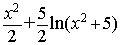 x²/2 + 5/2 ln(x² + 5)